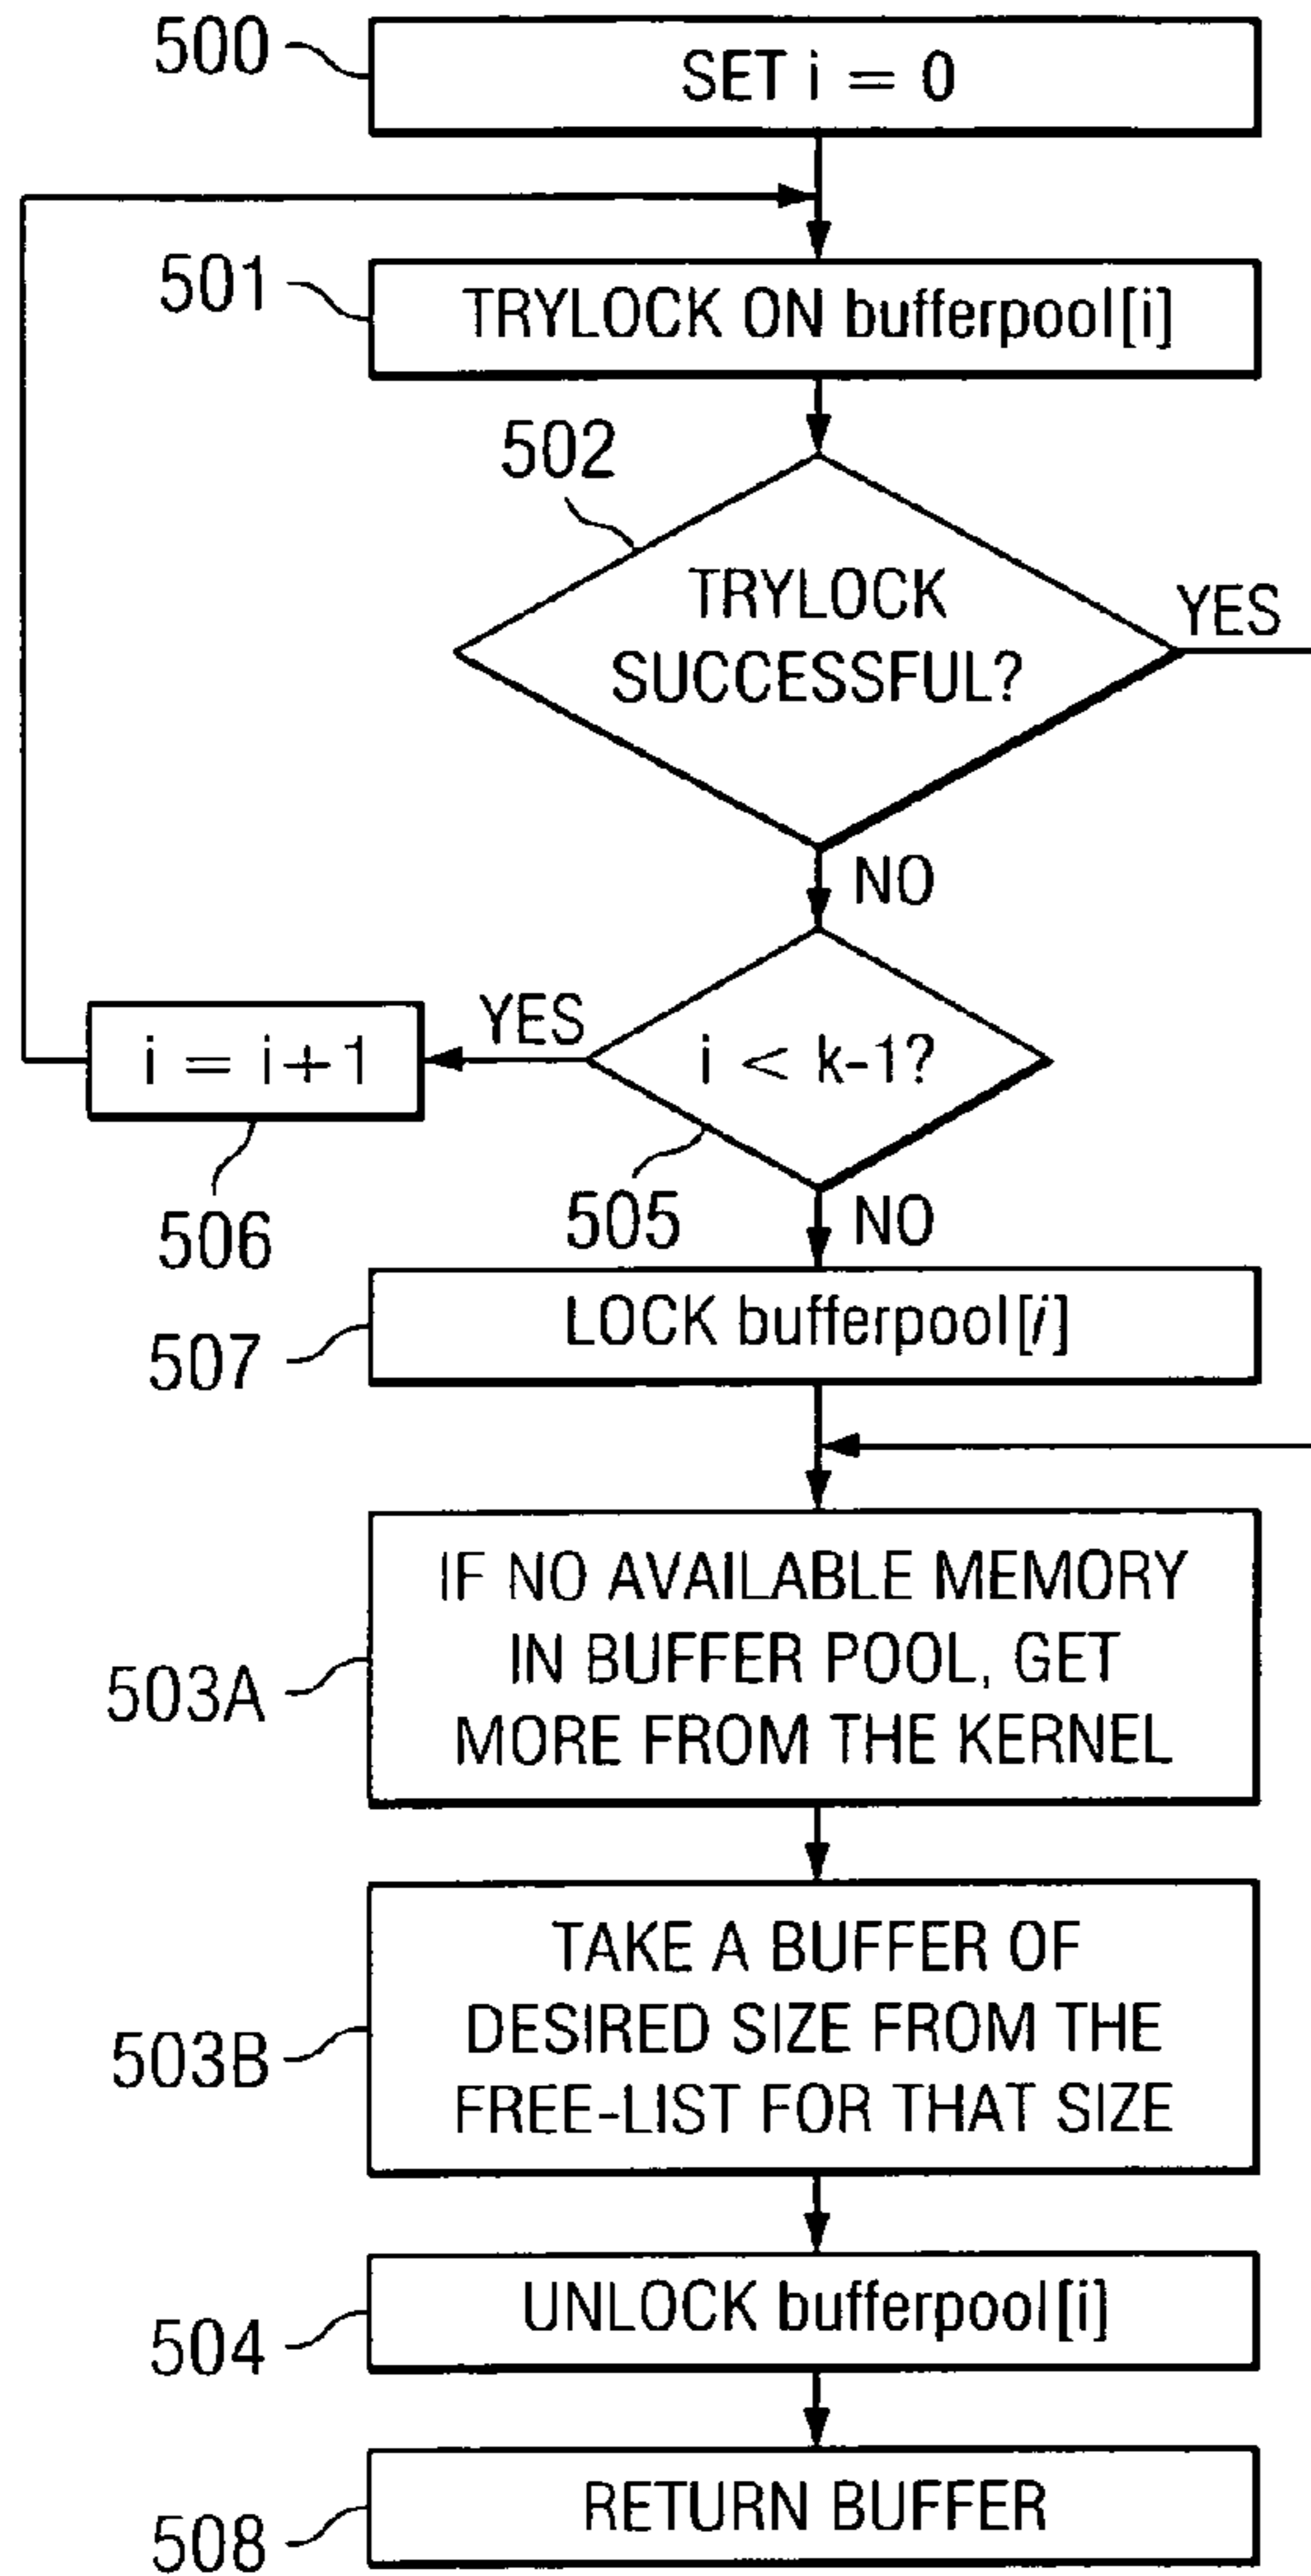 500
SET i = 0
501
TRYLOCK ON bufferpool[i]
502
TRYLOCK
SUCCESSFUL?
YES
NO
i = i+1
YES
i < k-1?
506
505
NO
507
LOCK bufferpool[i]
503A
IF NO AVAILABLE MEMORY
IN BUFFER POOL, GET
MORE FROM THE KERNEL
503B
TAKE A BUFFER OF
DESIRED SIZE FROM THE
FREE-LIST FOR THAT SIZE
504
UNLOCK bufferpool[i]
508
RETURN BUFFER